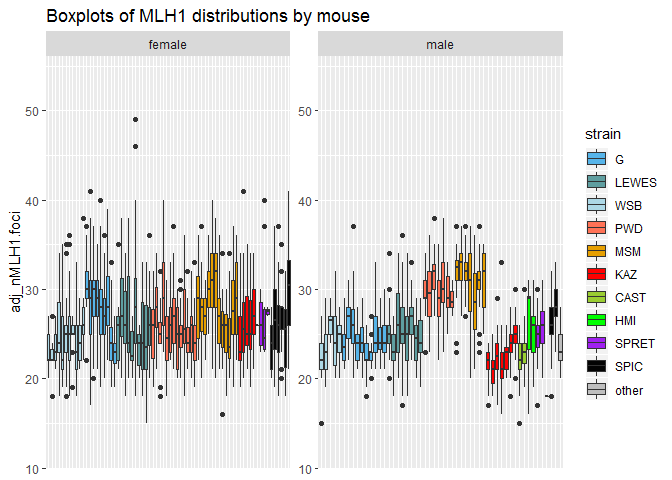 Boxplots of MLH1 distributions by mouse
female
male
50
40
30
20
10
50
40
30
20
10
adj_nMLH1.foci
strain
G
LEWES
WSB
PWD
MSM
KAZ
CAST
HMI
SPRET
SPIC
other